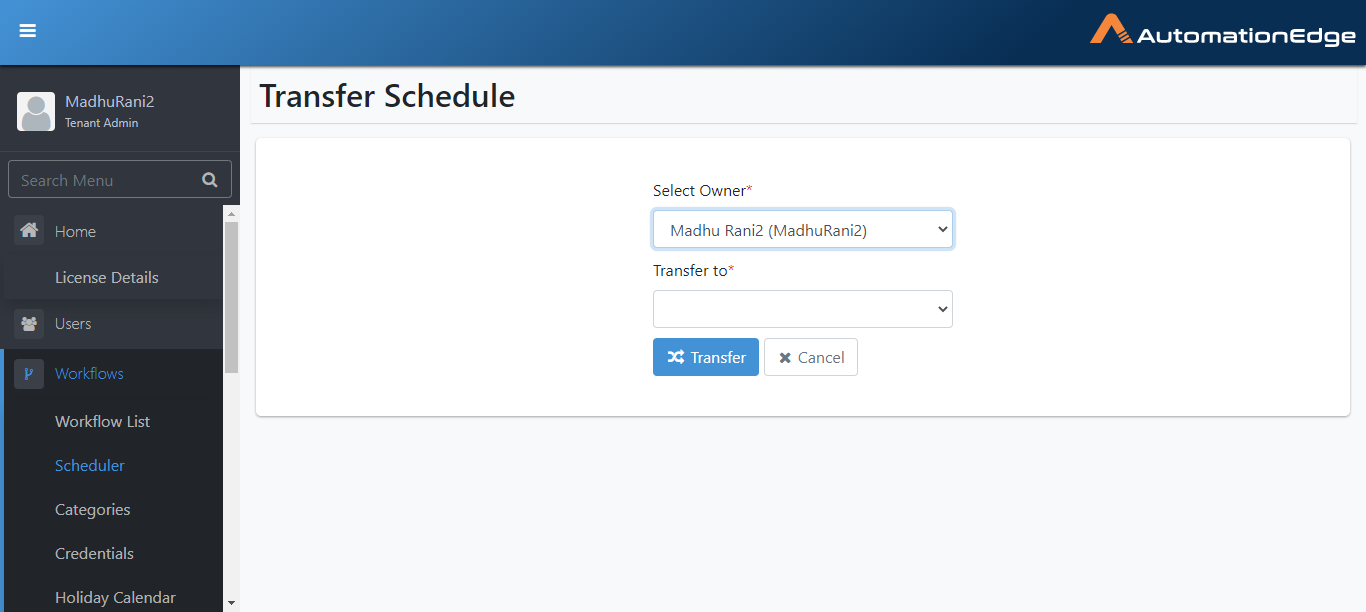 AutomationEdge
MadhuRani2
Tenant Admin
Search Menu
Home
License Details
Users
Workflows
Workflow List
Scheduler
Categories
Credentials
Holiday Calendar
Transfer Schedule
Select Owner*
Madhu Rani2 (MadhuRani2)
Transfer to*
Transfer
Cancel